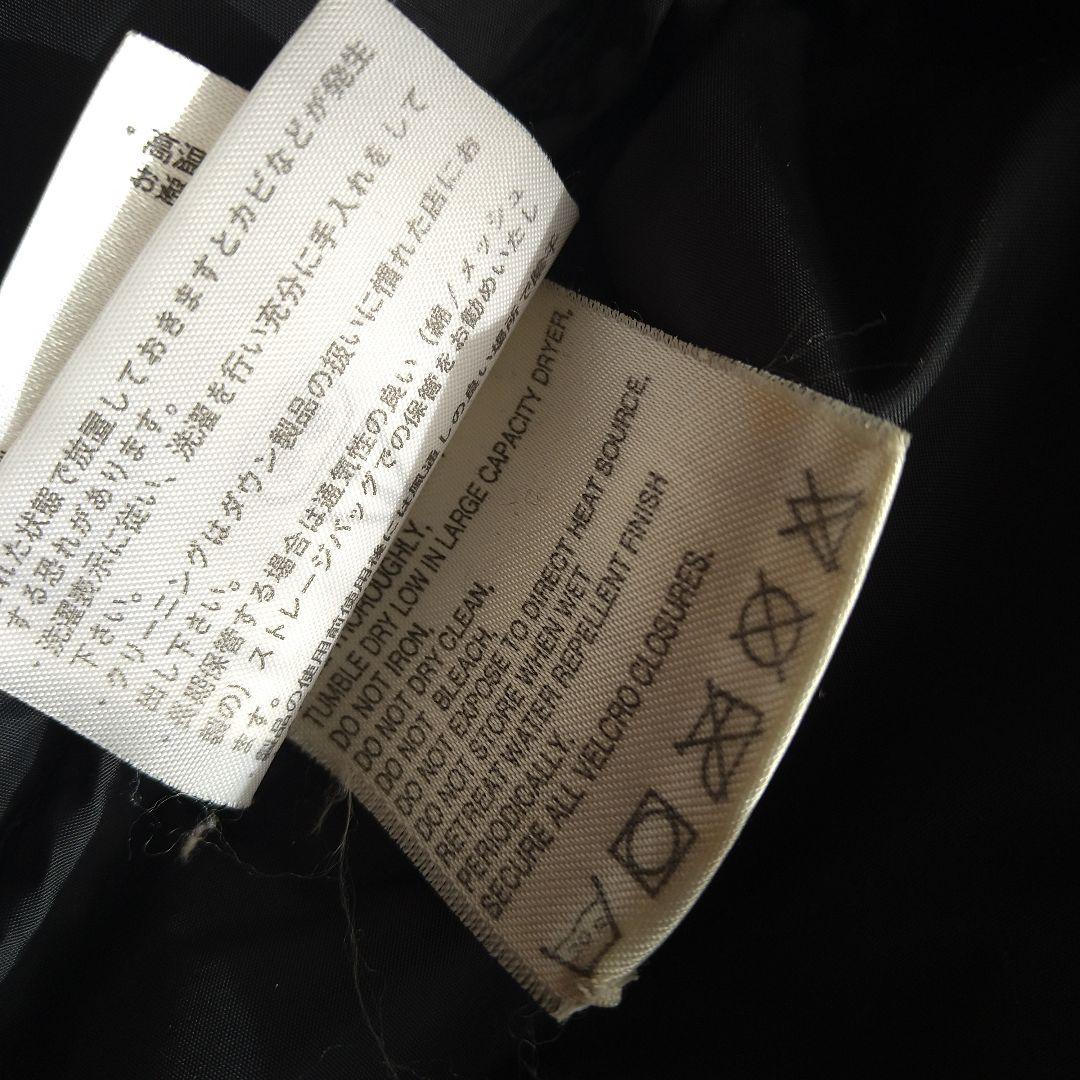 れた状態で放置しておきますとカビなどが発生
する恐れがあります。
・洗濯表示に従い、洗濯を行い充分に手入れをして
下さい。
クリーニングはダウン製品の扱いに慣れた店にお
出し下さい。
保管する場合は通気性の良い(綿/メッシュ
製の)ストレージバッグでの保管をお勧めいたし
ます。
THOROUGHLY.
TUMBLE DRY LOW IN LARGE CAPACITY DRYER.
DO NOT IRON.
DO NOT DRY CLEAN.
DO NOT BLEACH.
DO NOT EXPOSE TO DIRECT HEAT SOURCE.
DO NOT STORE WHEN WET
RETREAT WATER REPELLENT FINISH
PERIODICALLY.
SECURE ALL VELCRO CLOSURES.